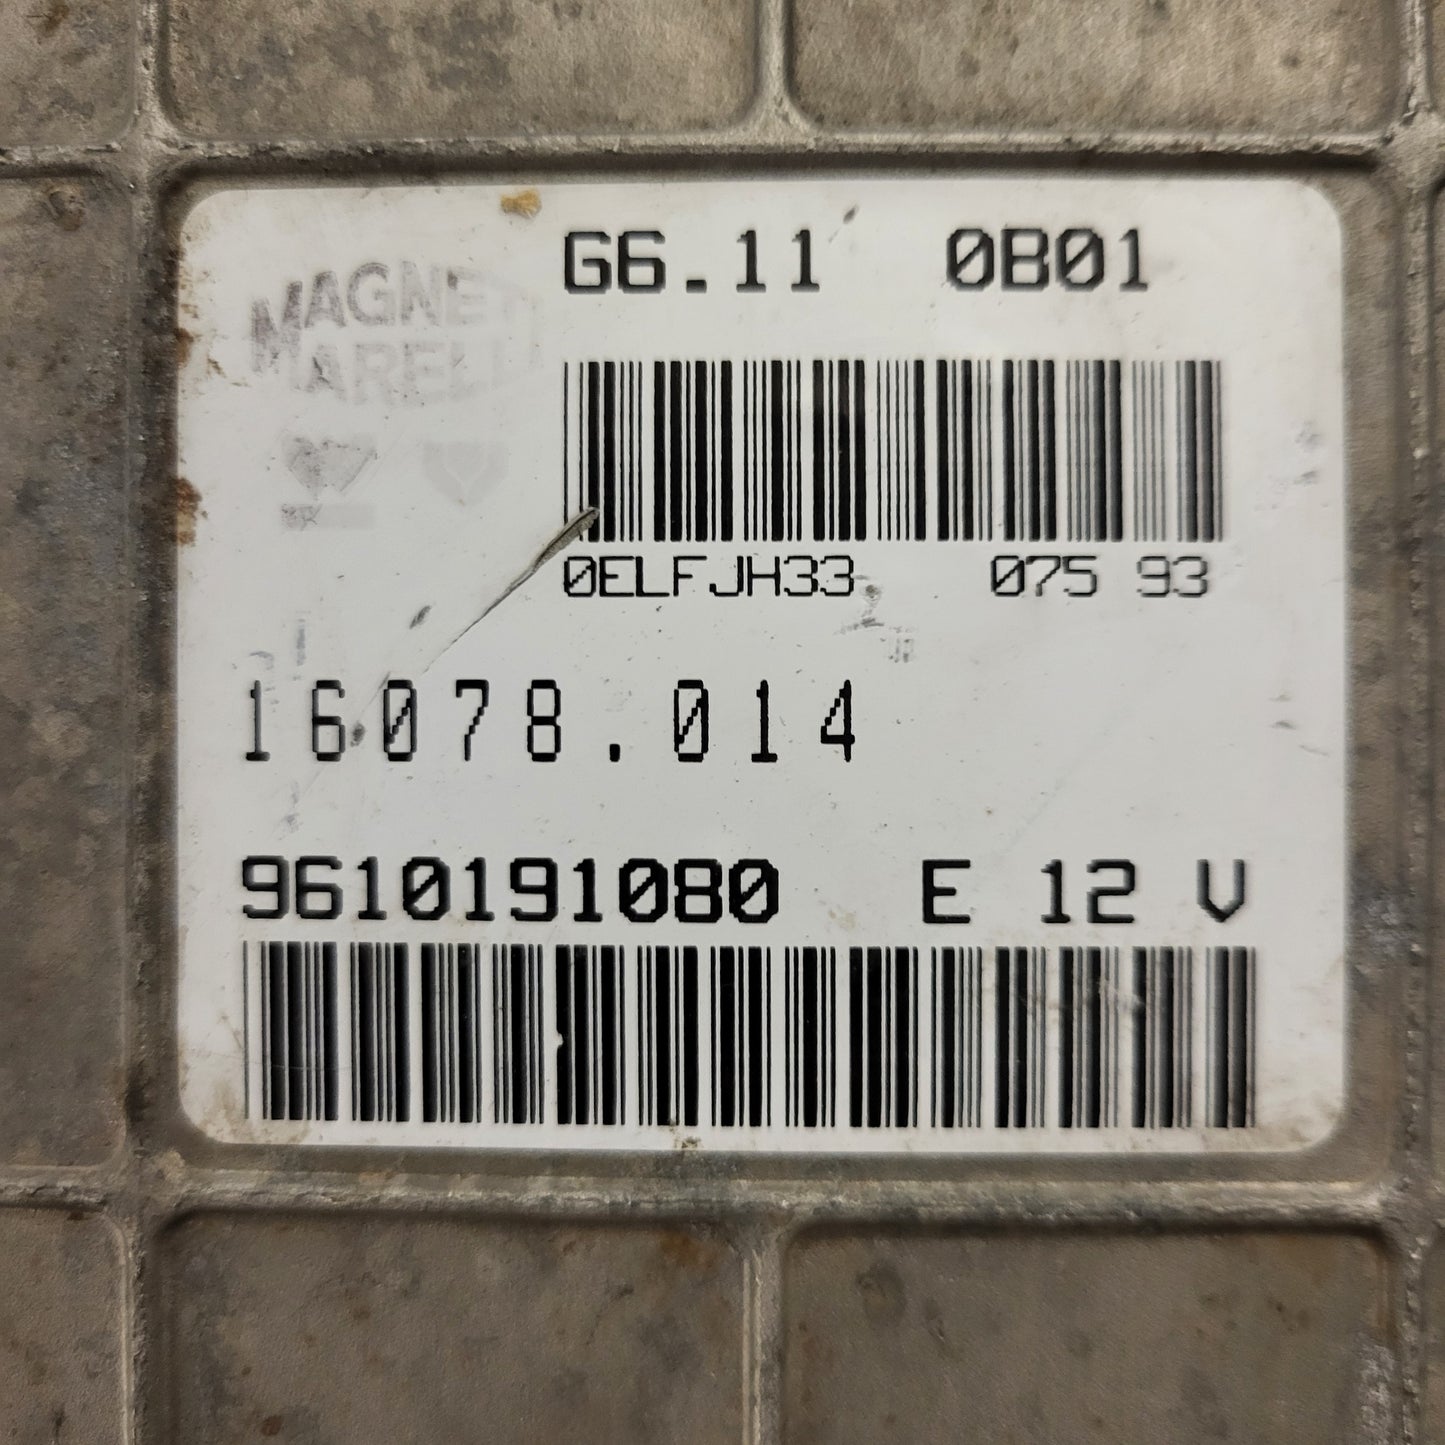 G6.11 0B01
MAGNETI
MARELLI
0ELFJH33 075 93
16078.014
9610191080 E 12 V